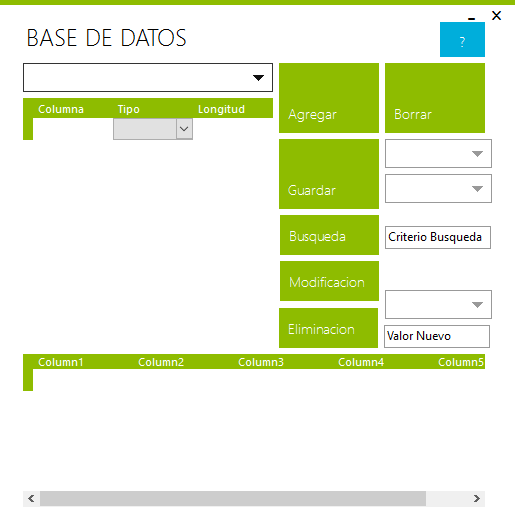 BASE DE DATOS
?
Columna Tipo Longitud
Agregar
Borrar
Guardar
Busqueda
Criterio Busqueda
Modificacion
Eliminacion
Valor Nuevo
Column1 Column2 Column3 Column4 Column5